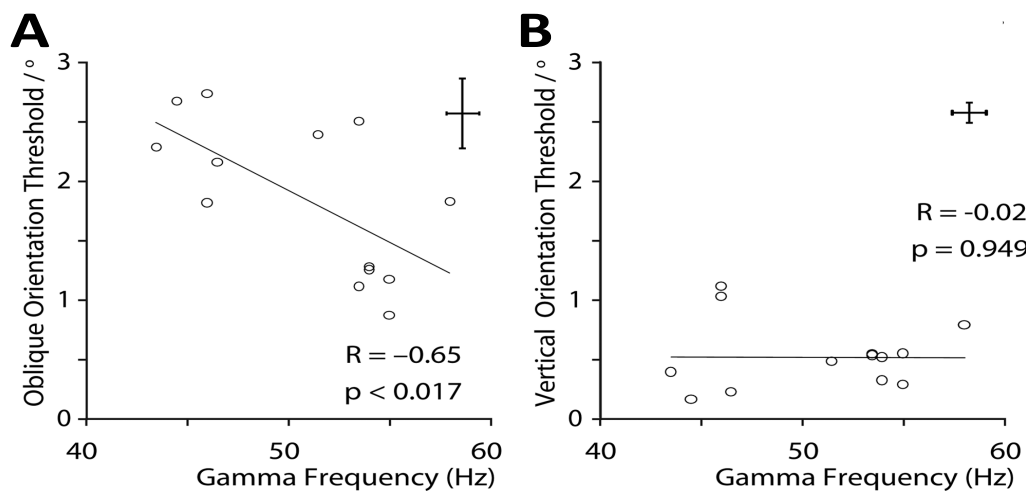 A
Oblique Orientation Threshold / °
3
2
1
0
40
50
60
Gamma Frequency (Hz)
R = –0.65
p < 0.017
B
Vertical Orientation Threshold / °
3
2
1
0
40
50
60
Gamma Frequency (Hz)
R = -0.02
p = 0.949